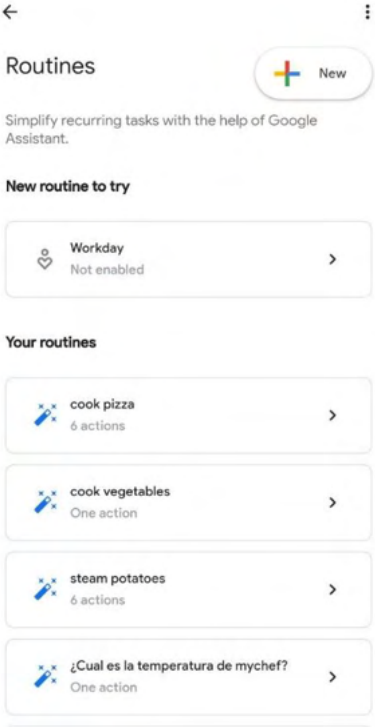 Routines
New
Simplify recurring tasks with the help of Google
Assistant.
New routine to try
Workday
Not enabled
Your routines
cook pizza
6 actions
cook vegetables
One action
steam potatoes
6 actions
¿Cual es la temperatura de mychef?
One action